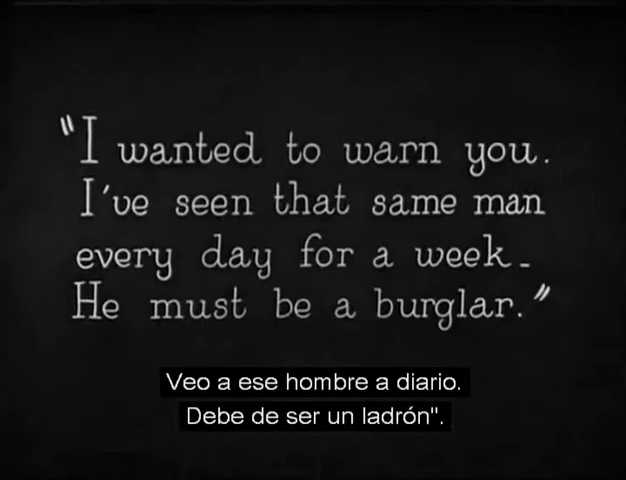 "I wanted to warn you.
I've seen that same man
every day for a week-
He must be a burglar."
Veo a ese hombre a diario.
Debe de ser un ladrón".